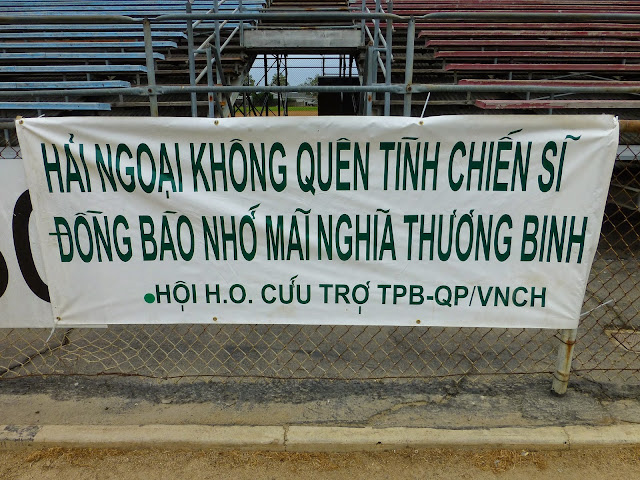 HẢI NGOẠI KHÔNG QUÊN TÌNH CHIẾN SĨ
ĐỒNG BÀO NHỚ MÃI NGHĨA THƯƠNG BINH
HỘI H.O. CỨU TRỢ TPB-QP/VNCH